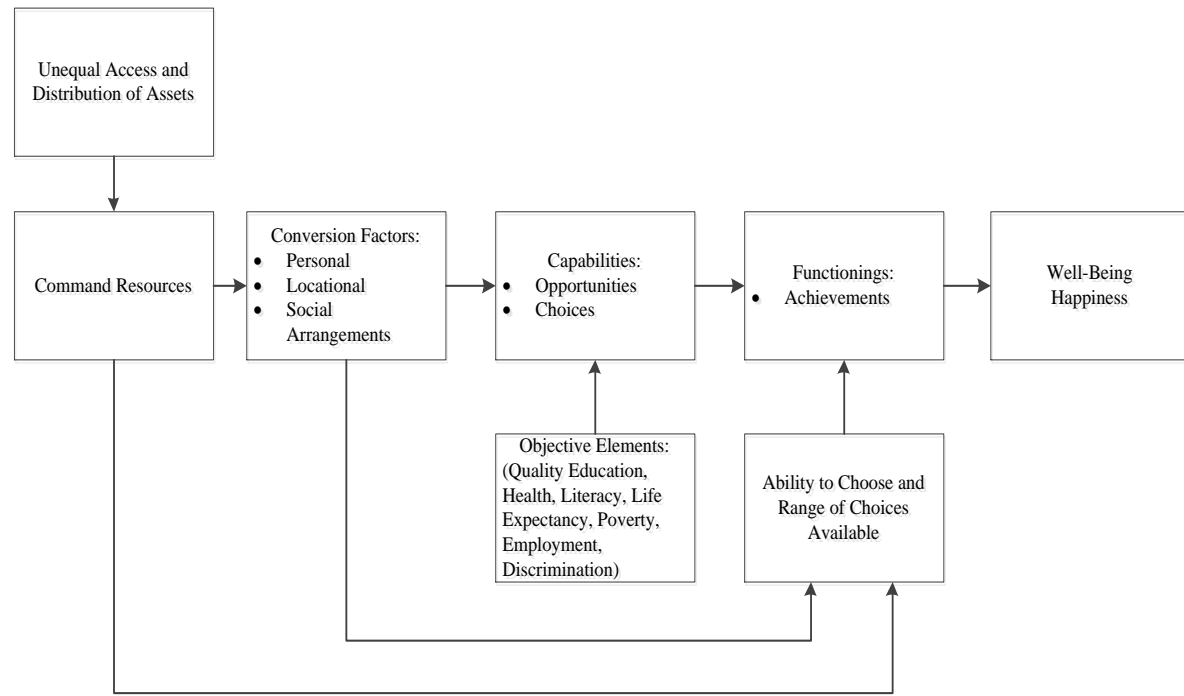 Unequal Access and
Distribution of Assets
Command Resources
Conversion Factors:
• Personal
• Locational
• Social
Arrangements
Capabilities:
• Opportunities
• Choices
Functionings:
• Achievements
Well-Being
Happiness
Objective Elements:
(Quality Education,
Health, Literacy, Life
Expectancy, Poverty,
Employment,
Discrimination)
Ability to Choose and
Range of Choices
Available